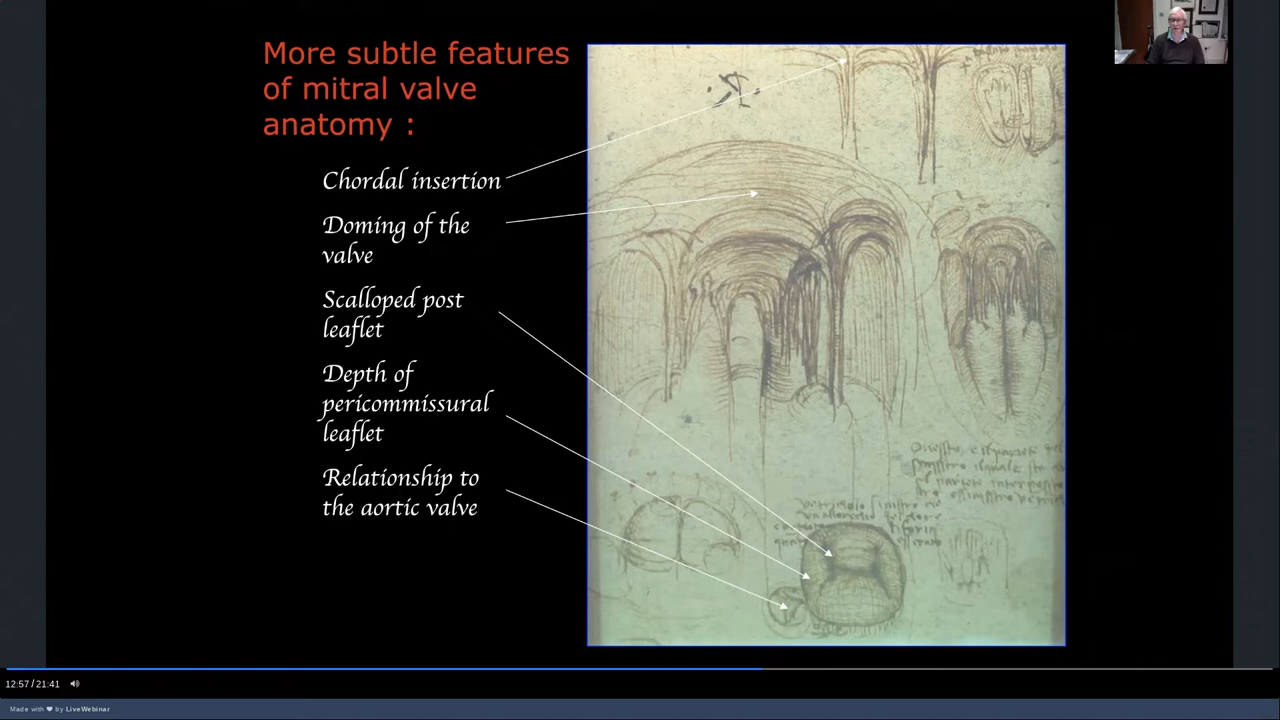 More subtle features
of mitral valve
anatomy :
Chordal insertion
Doming of the
valve
Scalloped post
leaflet
Depth of
pericommissural
leaflet
Relationship to
the aortic valve
12:57 / 21:41
Made with ❤ by LiveWebinar